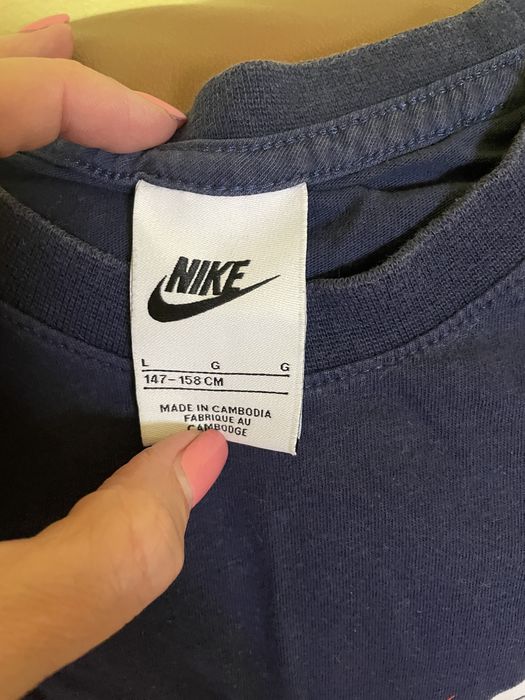 NIKE
L G G
147-158 CM
MADE IN CAMBODIA
FABRIQUE AU
CAMBODGE